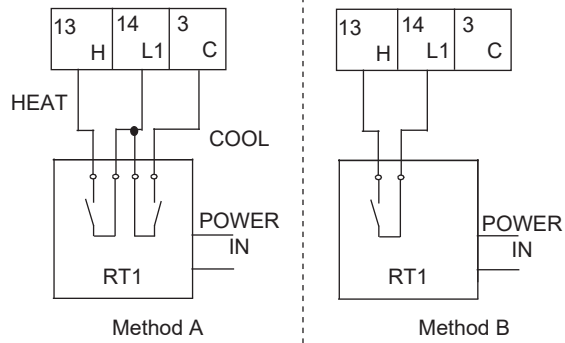 13 14 3
H L1 C
HEAT
COOL
POWER
IN
RT1
Method A
13 14 3
H L1 C
POWER
IN
RT1
Method B